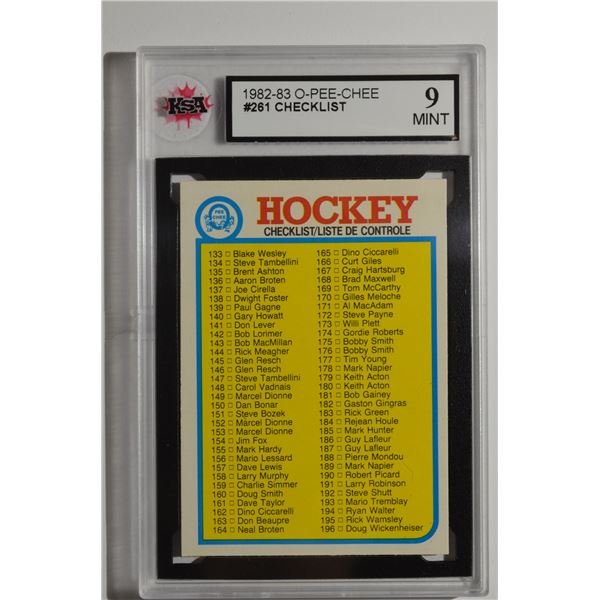 KSA
1982-83 O-PEE-CHEE
#261 CHECKLIST
9
MINT
PEE
CHEE
HOCKEY
CHECKLIST/LISTE DE CONTROLE
133 □ Blake Wesley
134 □ Steve Tambellini
135 □ Brent Ashton
136 □ Aaron Broten
137 □ Joe Cirella
138 □ Dwight Foster
139 □ Paul Gagne
140 □ Gary Howatt
141 □ Don Lever
142 □ Bob Lorimer
143 □ Bob MacMillan
144 □ Rick Meagher
145 □ Glen Resch
146 □ Glen Resch
147 □ Steve Tambellini
148 □ Carol Vadnais
149 □ Marcel Dionne
150 □ Dan Bonar
151 □ Steve Bozek
152 □ Marcel Dionne
153 □ Marcel Dionne
154 □ Jim Fox
155 □ Mark Hardy
156 □ Mario Lessard
157 □ Dave Lewis
158 □ Larry Murphy
159 □ Charlie Simmer
160 □ Doug Smith
161 □ Dave Taylor
162 □ Dino Ciccarelli
163 □ Don Beaupre
164 □ Neal Broten
165 □ Dino Ciccarelli
166 □ Curt Giles
167 □ Craig Hartsburg
168 □ Brad Maxwell
169 □ Tom McCarthy
170 □ Gilles Meloche
171 □ Al MacAdam
172 □ Steve Payne
173 □ Willi Plett
174 □ Gordie Roberts
175 □ Bobby Smith
176 □ Bobby Smith
177 □ Tim Young
178 □ Mark Napier
179 □ Keith Acton
180 □ Keith Acton
181 □ Bob Gainey
182 □ Gaston Gingras
183 □ Rick Green
184 □ Rejean Houle
185 □ Mark Hunter
186 □ Guy Lafleur
187 □ Guy Lafleur
188 □ Pierre Mondou
189 □ Mark Napier
190 □ Robert Picard
191 □ Larry Robinson
192 □ Steve Shutt
193 □ Mario Tremblay
194 □ Ryan Walter
195 □ Rick Wamsley
196 □ Doug Wickenheiser